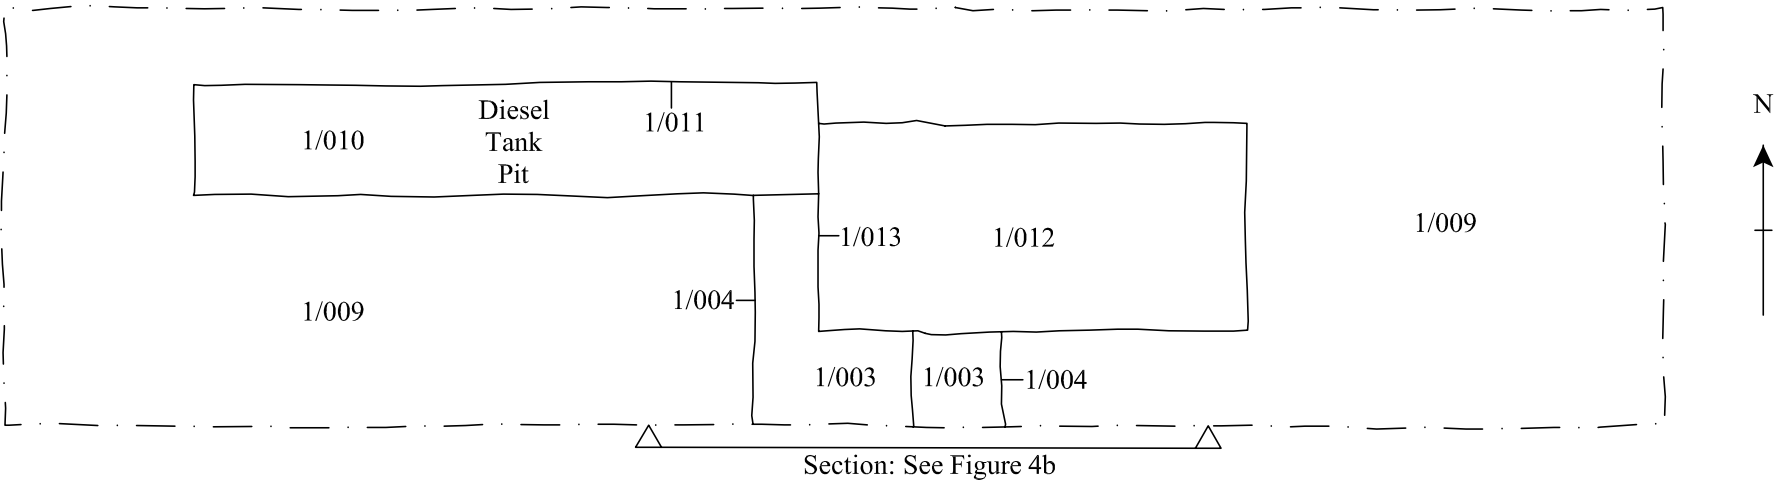 N
Diesel
Tank
Pit
1/010
1/011
1/009
1/013
1/012
1/004
1/009
1/003
1/003
1/004
Section: See Figure 4b